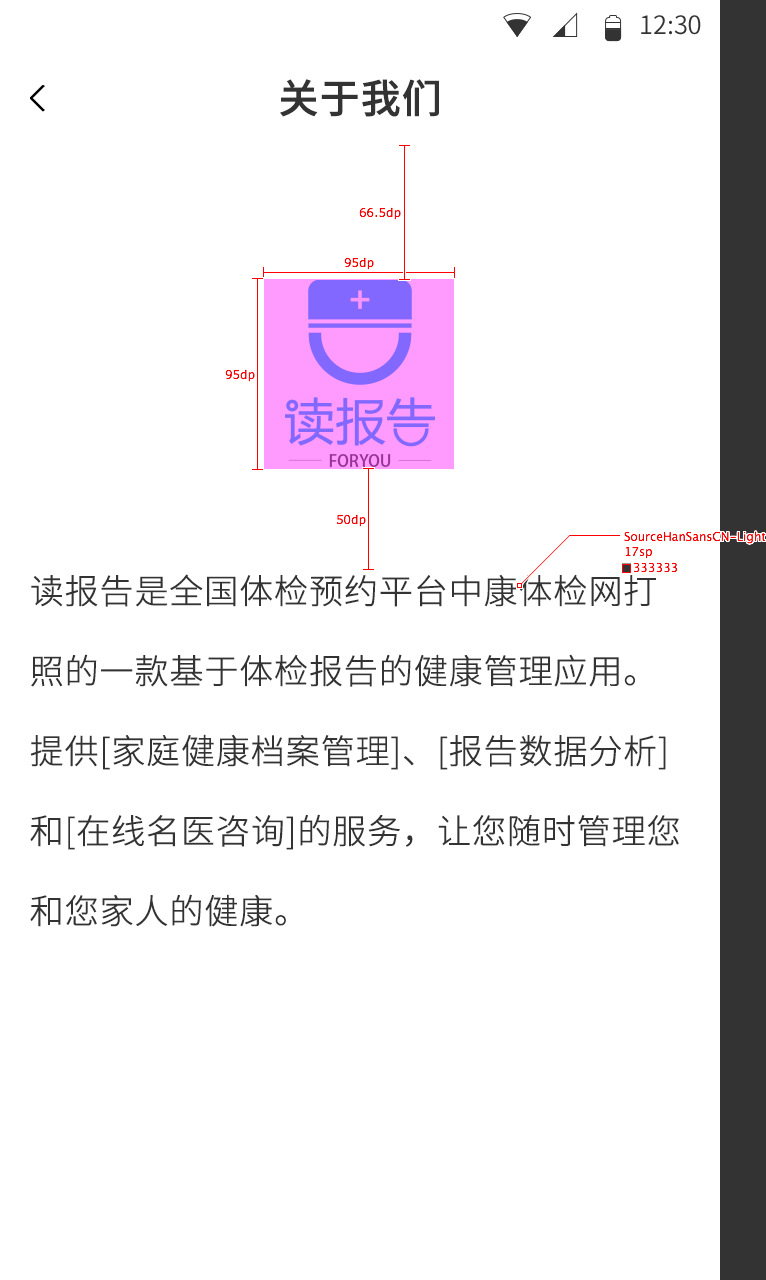 12:30
关于我们
66.5dp
95dp
95dp
读报告
FORYOU
50dp
SourceHanSansCN-Light
17sp
333333
读报告是全国体检预约平台中康体检网打
照的一款基于体检报告的健康管理应用。
提供[家庭健康档案管理]、[报告数据分析]
和[在线名医咨询]的服务，让您随时管理您
和您家人的健康。